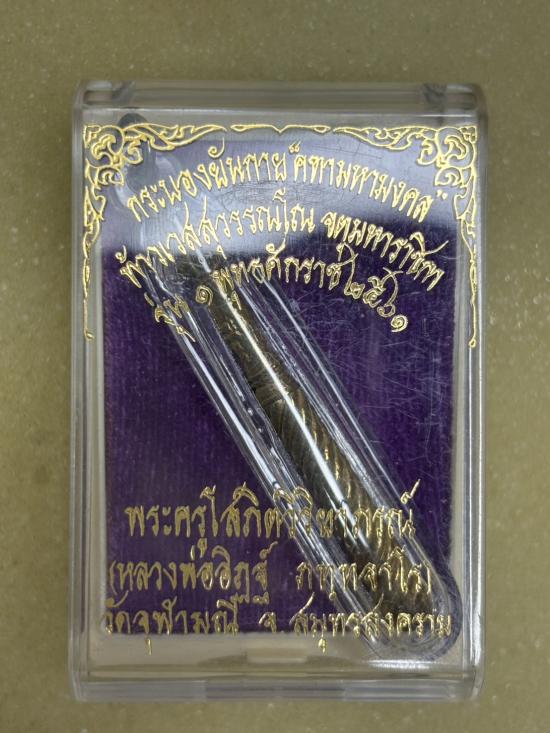 กระบองยันกาย "คฑามหามงคล"
ท้าวเวสสุวรรณโณ จตุมหาราชิกา
รุ่น ๑ พุทธศักราช ๒๕๖๑
พระครูโสภิตวิริยาภรณ์
(หลวงพ่ออิฏฐ์ ภทฺทจาโร)
วัดจุฬามณี จ. สมุทรสงคราม